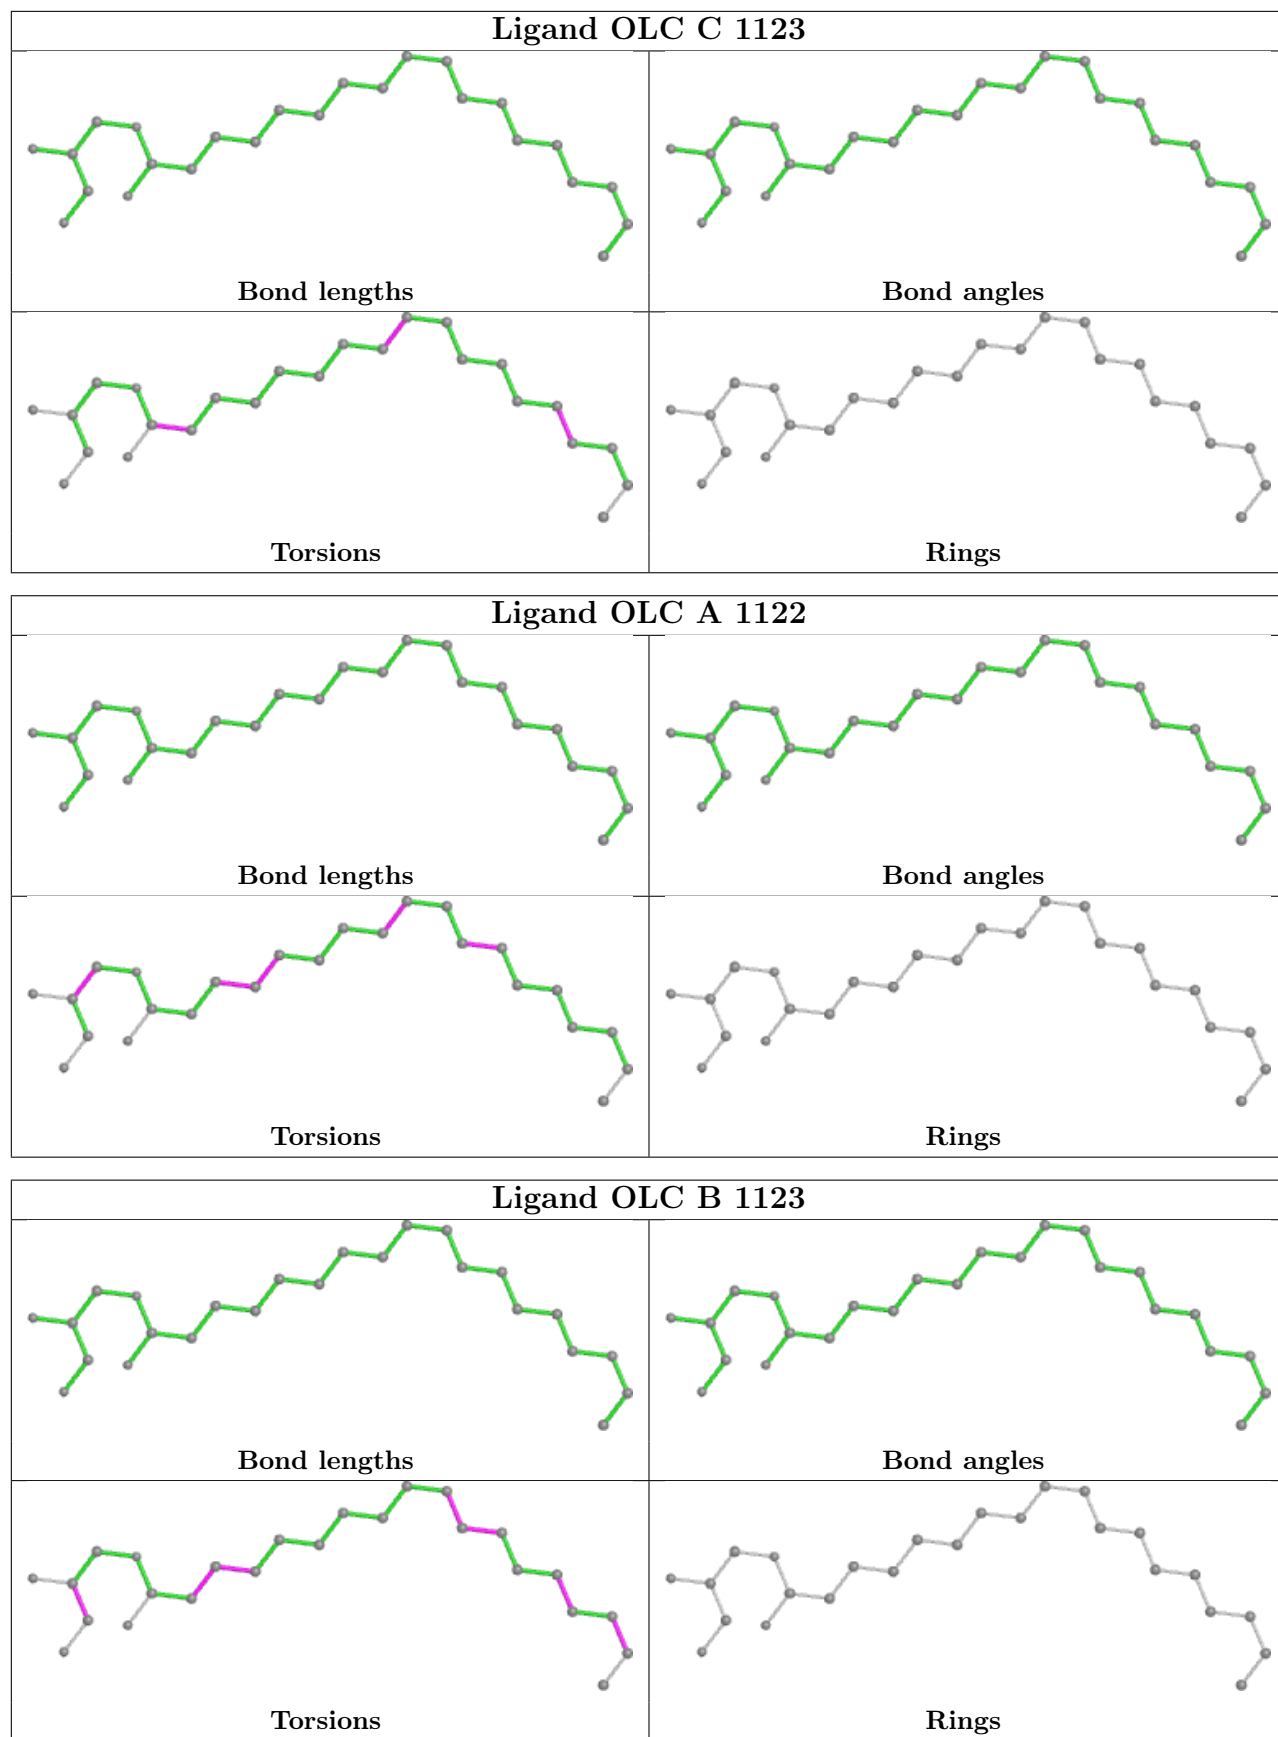 Ligand OLC C 1123
Bond lengths
Bond angles
Torsions
Rings
Ligand OLC A 1122
Bond lengths
Bond angles
Torsions
Rings
Ligand OLC B 1123
Bond lengths
Bond angles
Torsions
Rings